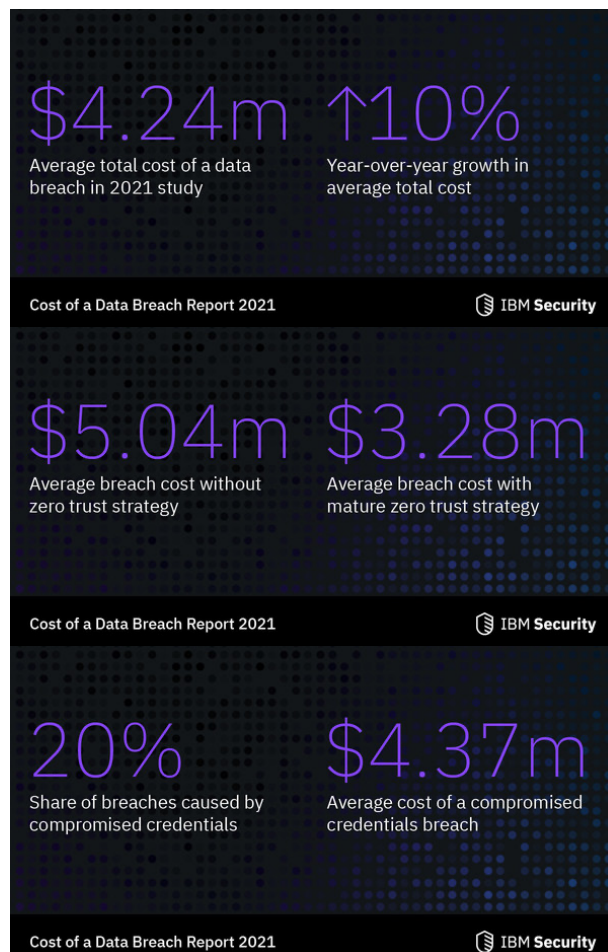 $4.24m
Average total cost of a data
breach in 2021 study
↑10%
Year-over-year growth in
average total cost
Cost of a Data Breach Report 2021
IBM Security
$5.04m
Average breach cost without
zero trust strategy
$3.28m
Average breach cost with
mature zero trust strategy
Cost of a Data Breach Report 2021
IBM Security
20%
Share of breaches caused by
compromised credentials
$4.37m
Average cost of a compromised
credentials breach
Cost of a Data Breach Report 2021
IBM Security